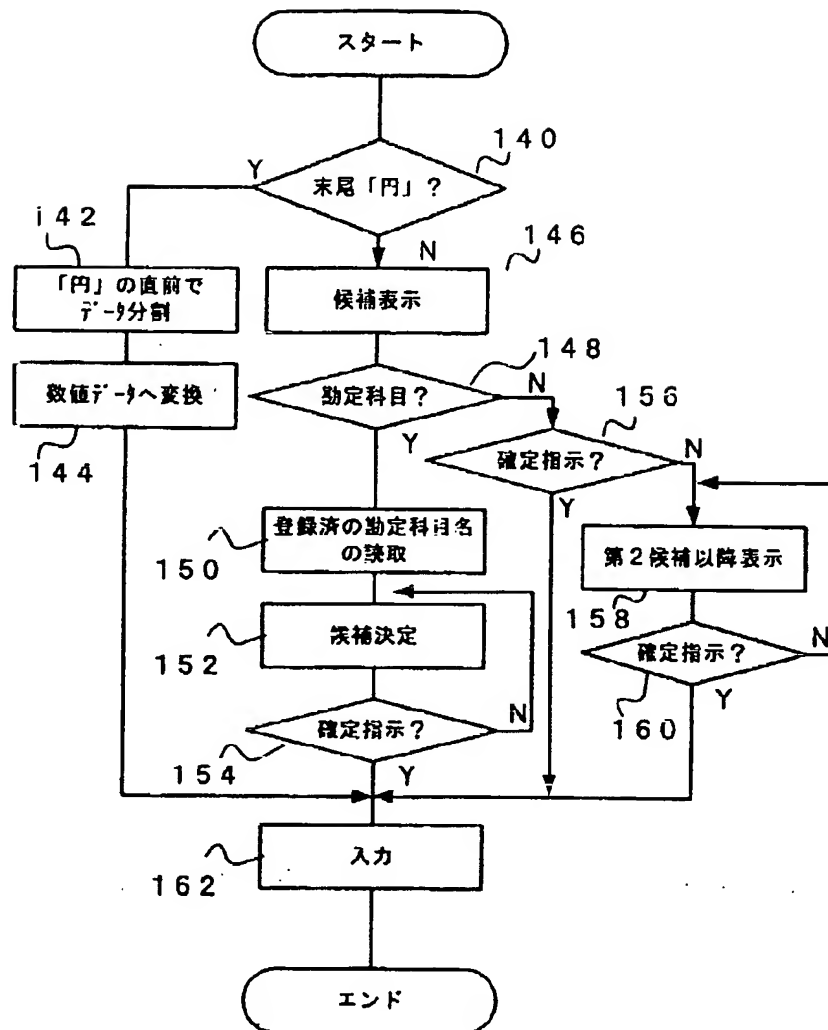 スタート
140
Y
末尾「円」?
i42
N
146
「円」の直前で
データ分割
候補表示
148
数値データへ変換
勘定科目?
N
156
144
Y
確定指示?
N
登録済の勘定科目名
の読取
Y
150
第2候補以降表示
候補決定
158
152
確定指示?
N
確定指示?
N
Y
160
154
Y
入力
162
エンド